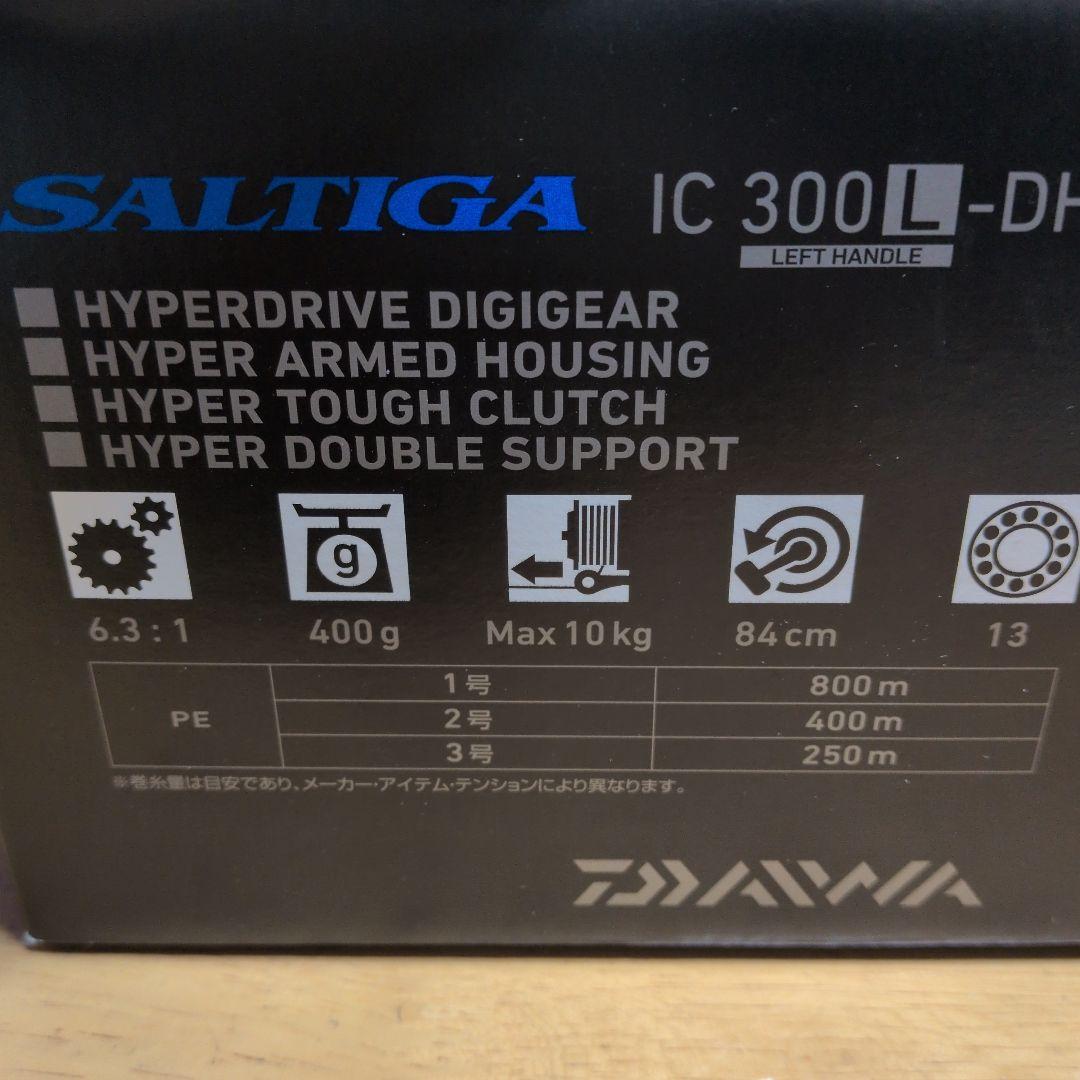 SALTIGA IC 300L-DH
LEFT HANDLE
HYPERDRIVE DIGIGEAR
HYPER ARMED HOUSING
HYPER TOUGH CLUTCH
HYPER DOUBLE SUPPORT
g
6.3:1 400g Max 10kg 84cm 13
PE 1号 800m
2号 400m
3号 250m
※巻糸量は目安であり、メーカー・アイテム・テンションにより異なります。
DAIWA